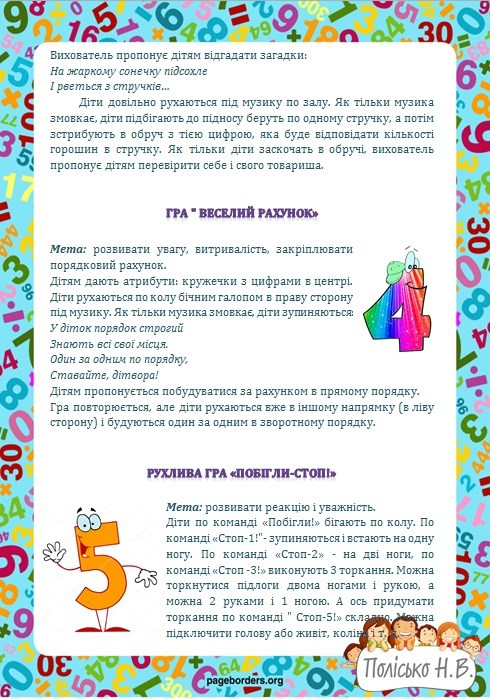 Вихователь пропонує дітям відгадати загадки:
На жаркому сонечку підсохле
І рветься з стручків...
Діти довільно рухаються під музику по залу. Як тільки музика
змовкає, діти підбігають до підносу беруть по одному стручку, а потім
зстрибують в обруч з тією цифрою, яка буде відповідати кількості
горошин в стручку. Як тільки діти заскочать в обручі, вихователь
пропонує дітям перевірити себе і свого товариша.
ГРА " ВЕСЕЛИЙ РАХУНОК»
Мета: розвивати увагу, витривалість, закріплювати
порядковий рахунок.
Дітям дають атрибути: кружечки з цифрами в центрі.
Діти рухаються по колу бічним галопом в праву сторону
під музику. Як тільки музика змовкає, діти зупиняються:
У діток порядок строгий
Знають всі свої місця.
Один за одним по порядку,
Ставайте, дітвора!
Дітям пропонується побудуватися за рахунком в прямому порядку.
Гра повторюється, але діти рухаються вже в іншому напрямку (в ліву
сторону) і будуються один за одним в зворотному порядку.
РУХЛИВА ГРА «ПОБІГЛИ-СТОП!»
Мета: розвивати реакцію і уважність.
Діти по команді «Побігли!» бігають по колу. По
команді «Стоп-1!"- зупиняються і встають на одну
ногу. По команді «Стоп-2» - на дві ноги, по
команді «Стоп -3!» виконують 3 торкання. Можна
торкнутися підлоги двома ногами і рукою, а
можна 2 руками і 1 ногою. А ось придумати
торкання по команді " Стоп-5!» складно. Можна
підключити голову або живіт, коліна і т.
Полісько Н.В.
pageborders.org